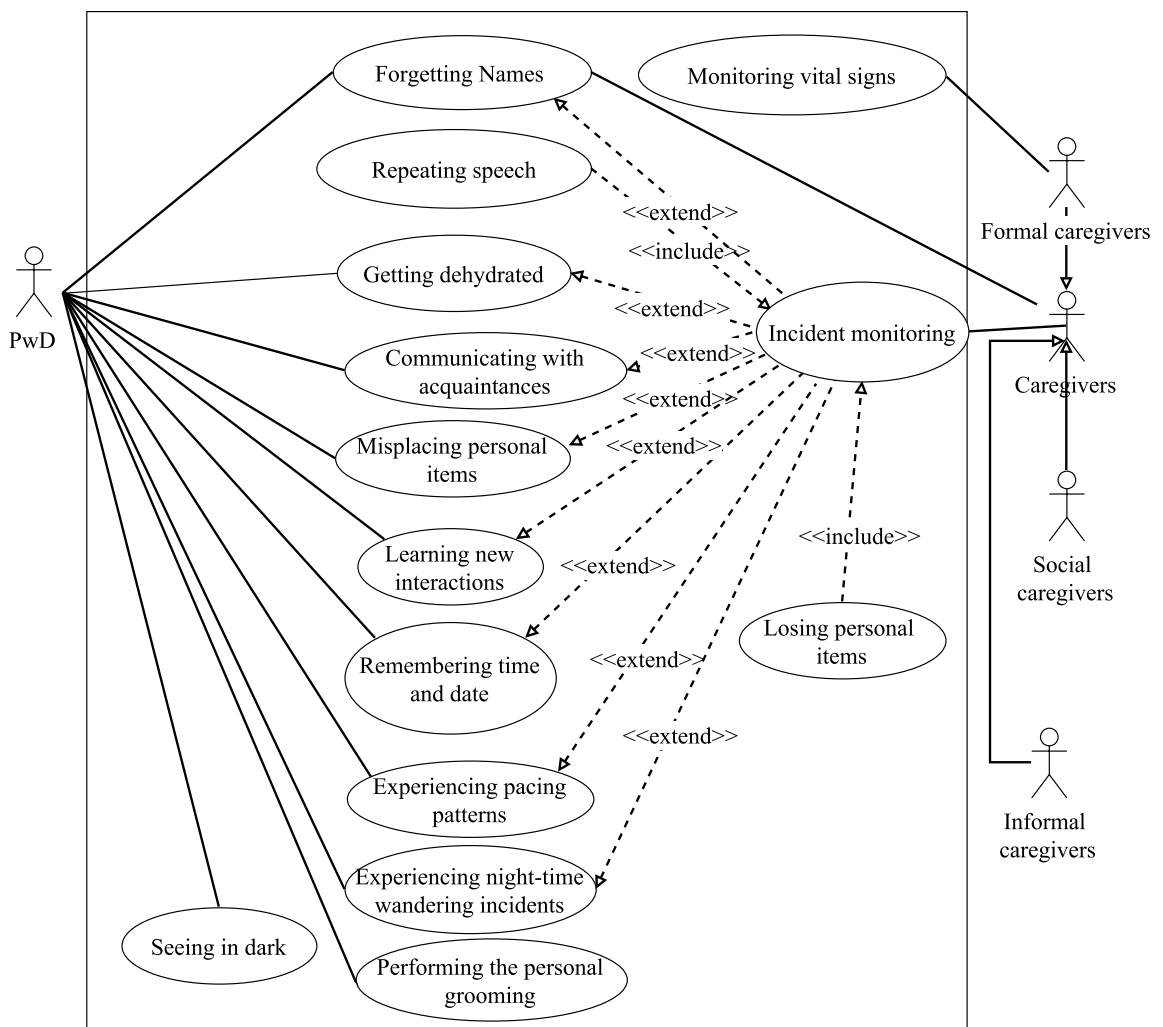 Forgetting Names
Monitoring vital signs
Repeating speech
<<extend>>
Formal caregivers
<<include>>
Getting dehydrated
<<extend>>
PwD
Incident monitoring
Communicating with
acquaintances
<<extend>>
Caregivers
<<extend>>
Misplacing personal
items
<<extend>>
Learning new
interactions
<<include>>
<<extend>>
Social
caregivers
Losing personal
items
Remembering time
and date
<<extend>>
<<extend>>
Experiencing pacing
patterns
Informal
caregivers
Experiencing night-time
wandering incidents
Seeing in dark
Performing the personal
grooming